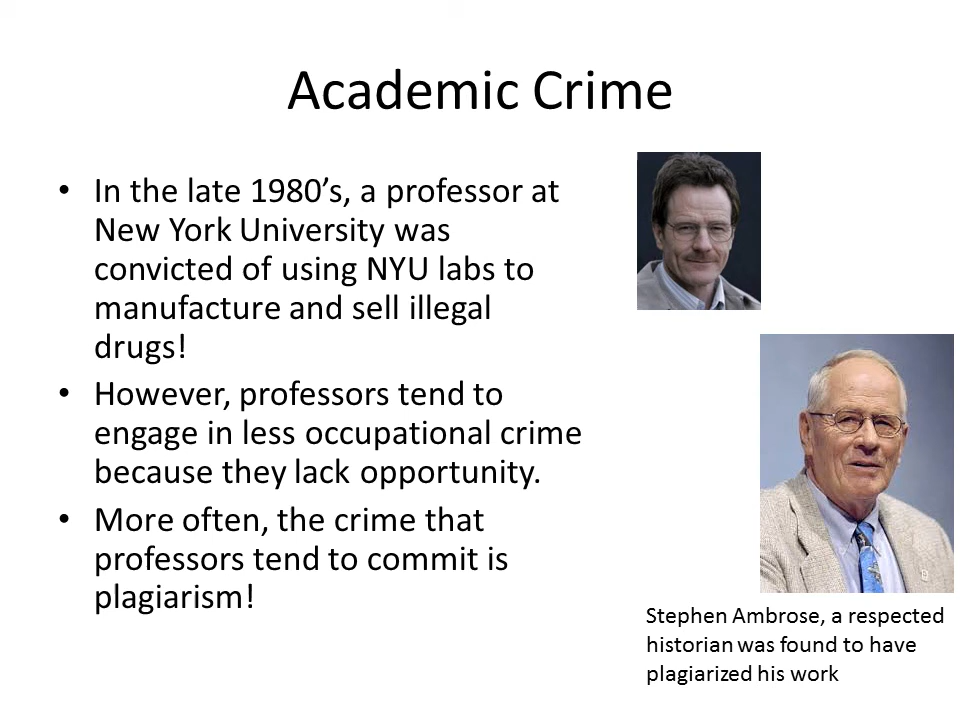 Academic Crime
• In the late 1980’s, a professor at
New York University was
convicted of using NYU labs to
manufacture and sell illegal
drugs!
• However, professors tend to
engage in less occupational crime
because they lack opportunity.
• More often, the crime that
professors tend to commit is
plagiarism!
Stephen Ambrose, a respected
historian was found to have
plagiarized his work